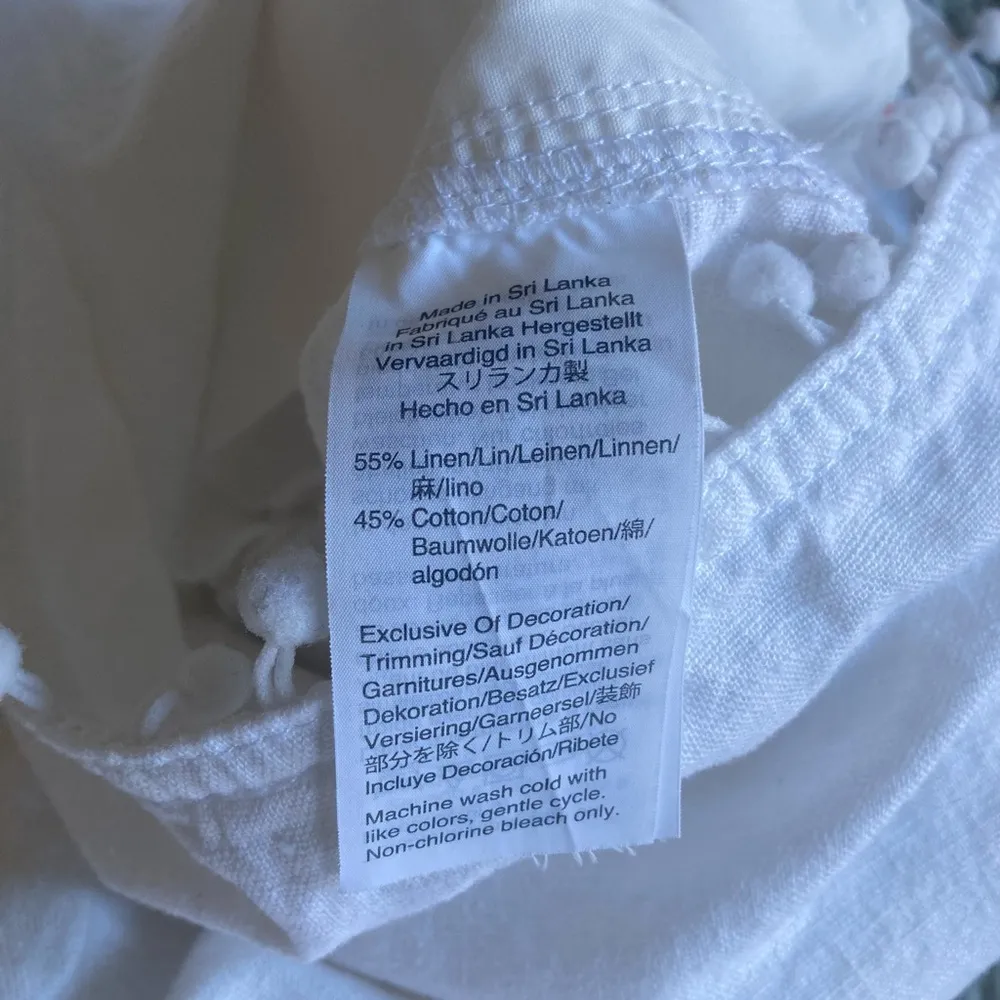 Made in Sri Lanka
Fabriqué au Sri Lanka
in Sri Lanka Hergestellt
Vervaardigd in Sri Lanka
スリランカ製
Hecho en Sri Lanka
55% Linen/Lin/Leinen/Linnen/
麻/lino
45% Cotton/Coton/
Baumwolle/Katoen/綿/
algodón
Exclusive Of Decoration/
Trimming/Sauf Décoration/
Garnitures/Ausgenommen
Dekoration/Besatz/Exclusief
Versiering/Garneersel/装飾
部分を除く/トリム部/No
Incluye Decoración/Ribete
Machine wash cold with
like colors, gentle cycle.
Non-chlorine bleach only.